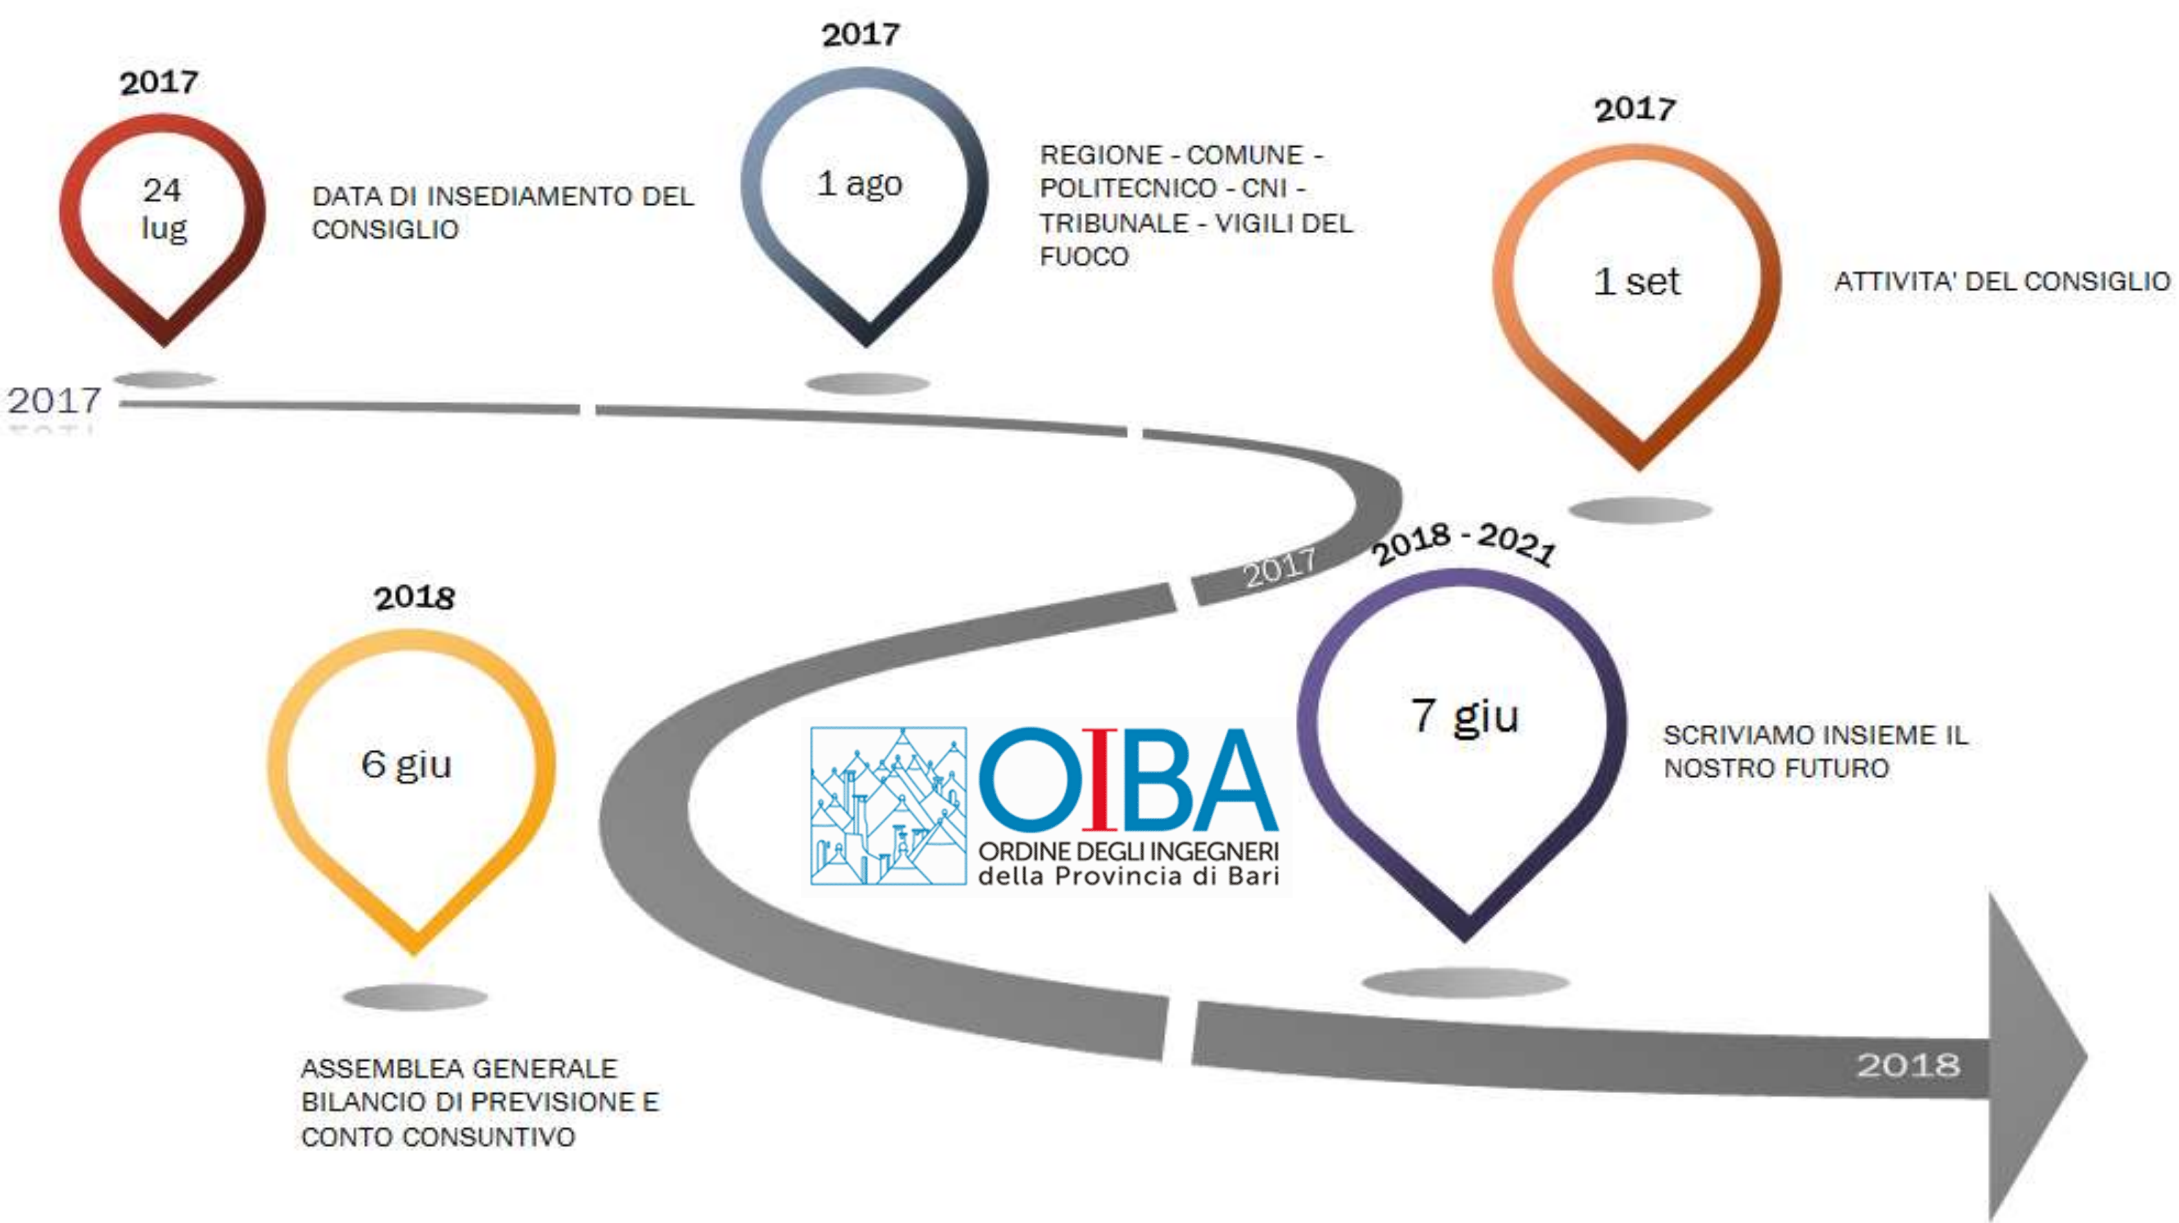 2017
24
lug
DATA DI INSEDIAMENTO DEL
CONSIGLIO
2017
1 ago
REGIONE - COMUNE -
POLITECNICO - CNI -
TRIBUNALE - VIGILI DEL
FUOCO
2017
1 set
ATTIVITA' DEL CONSIGLIO
2017
2017
2018
6 giu
ASSEMBLEA GENERALE
BILANCIO DI PREVISIONE E
CONTO CONSUNTIVO
OIBA
ORDINE DEGLI INGEGNERI
della Provincia di Bari
2018 - 2021
7 giu
SCRIVIAMO INSIEME IL
NOSTRO FUTURO
2018